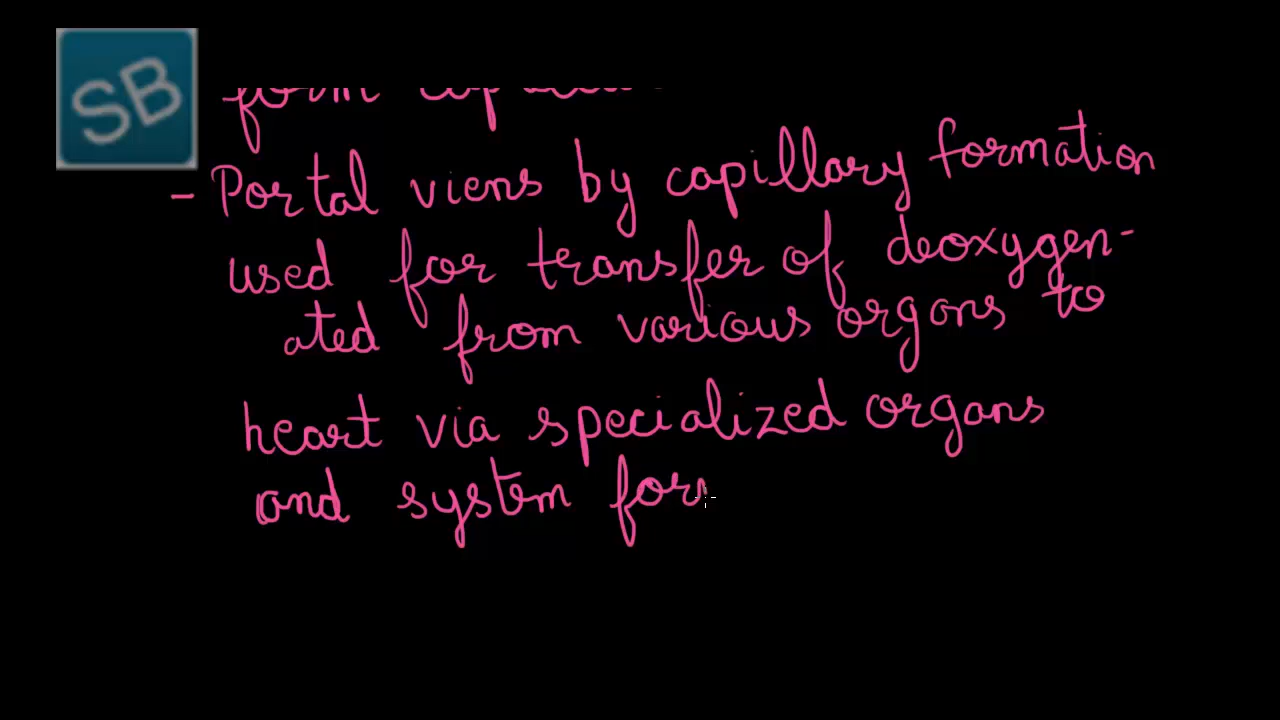 SB
form
- Portal viens by capillary formation
used for transfer of deoxygen-
ated from various organs to
heart via specialized organs
and system for